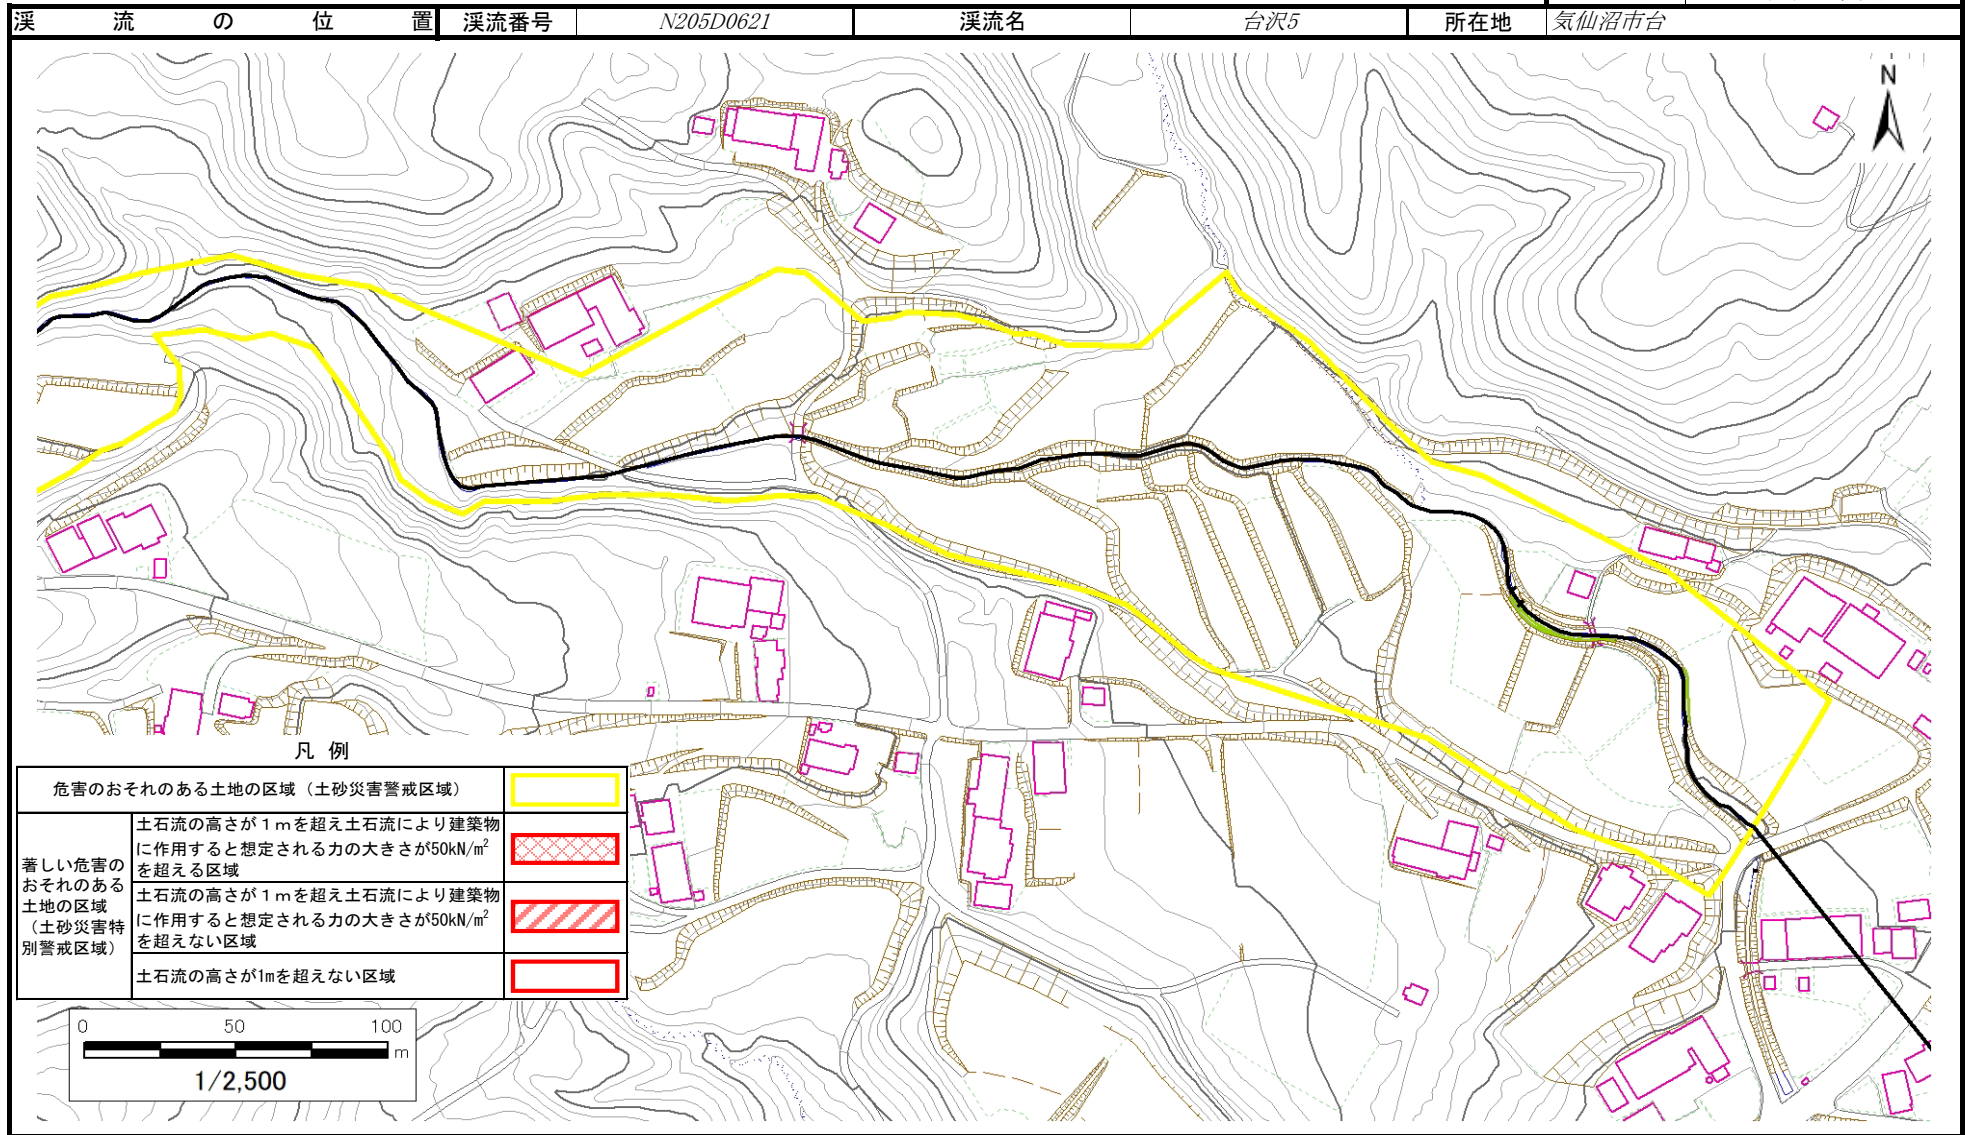 渓流の位置 渓流番号 N205D0621 渓流名 台沢5 所在地 気仙沼市台
N
凡 例
危害のおそれのある土地の区域（土砂災害警戒区域）
著しい危害の
おそれのある
土地の区域
（土砂災害特
別警戒区域）
土石流の高さが１ｍを超え土石流により建築物
に作用すると想定される力の大きさが50kN/m²
を超える区域
土石流の高さが１ｍを超え土石流により建築物
に作用すると想定される力の大きさが50kN/m²
を超えない区域
土石流の高さが1mを超えない区域
0 50 100
m
1/2,500